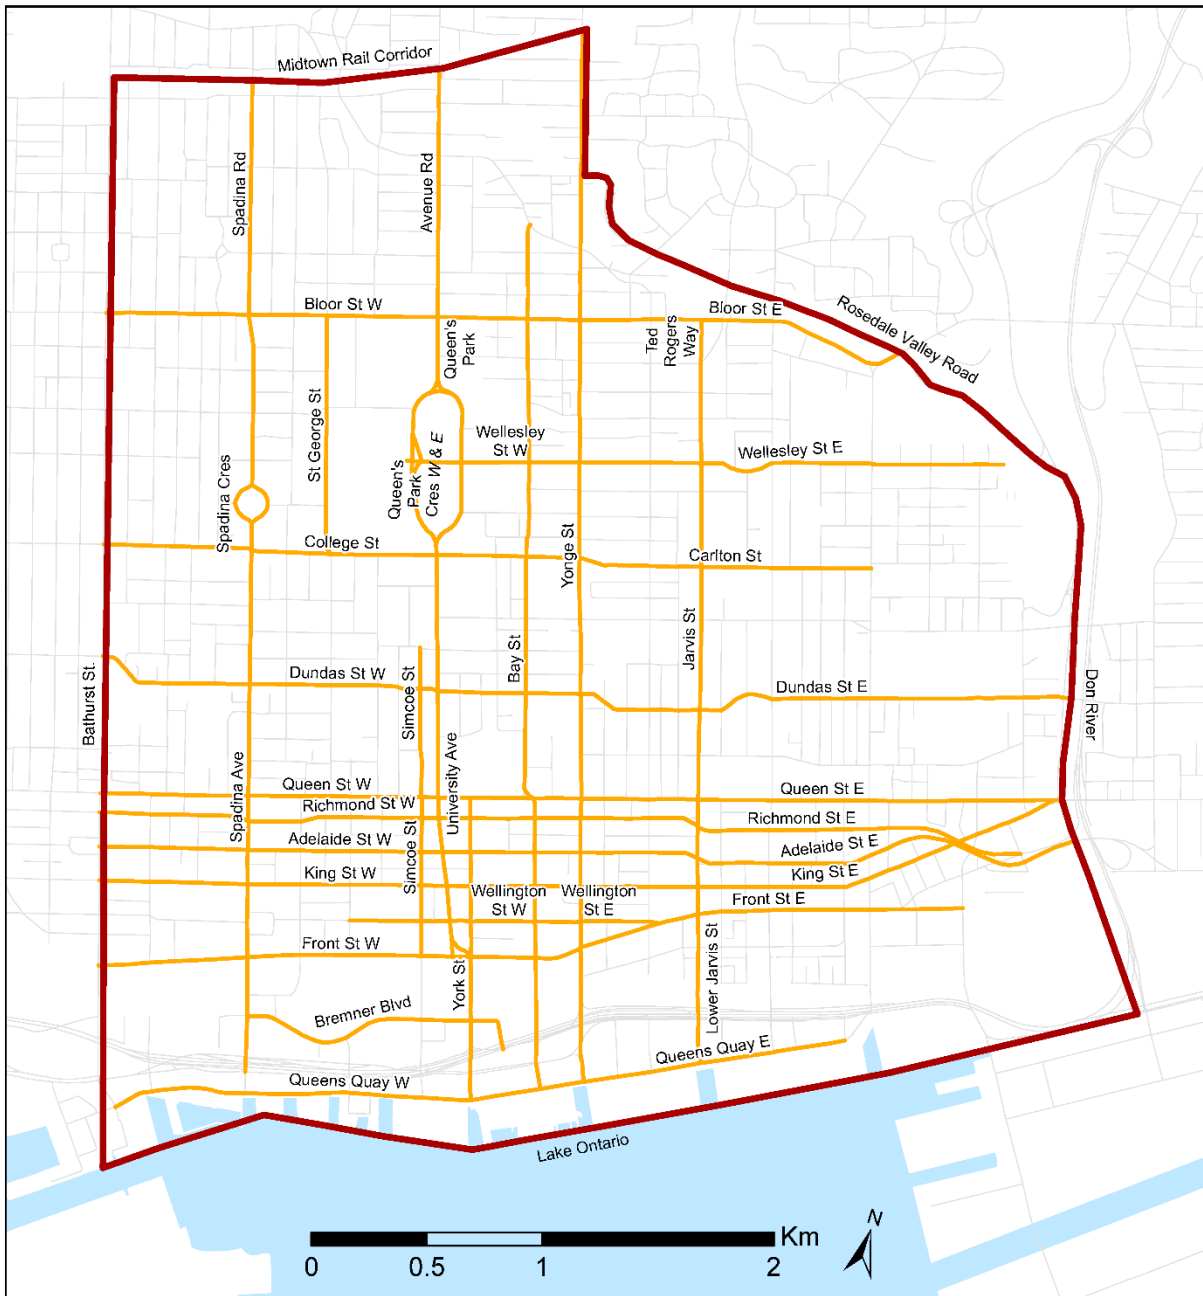 Midtown Rail Corridor
Spadina Rd
Avenue Rd
Bloor St W
Bloor St E
Rosedale Valley Road
Ted
Rogers
Way
Queen's
Park
St George St
Wellesley
St W
Wellesley St E
Queen's
Park
Cres W & E
Spadina Cres
College St
Yonge St
Carlton St
Bathurst St.
Dundas St W
Simcoe St
Bay St
Jarvis St
Dundas St E
Don River
Spadina Ave
University Ave
Queen St W
Queen St E
Richmond St W
Richmond St E
Adelaide St W
Simcoe St
Adelaide St E
King St W
King St E
Wellington
St W
Wellington
St E
Front St E
Front St W
York St
Lower Jarvis St
Bremner Blvd
Queens Quay E
Queens Quay W
Lake Ontario
N
Km
0 0.5 1 2